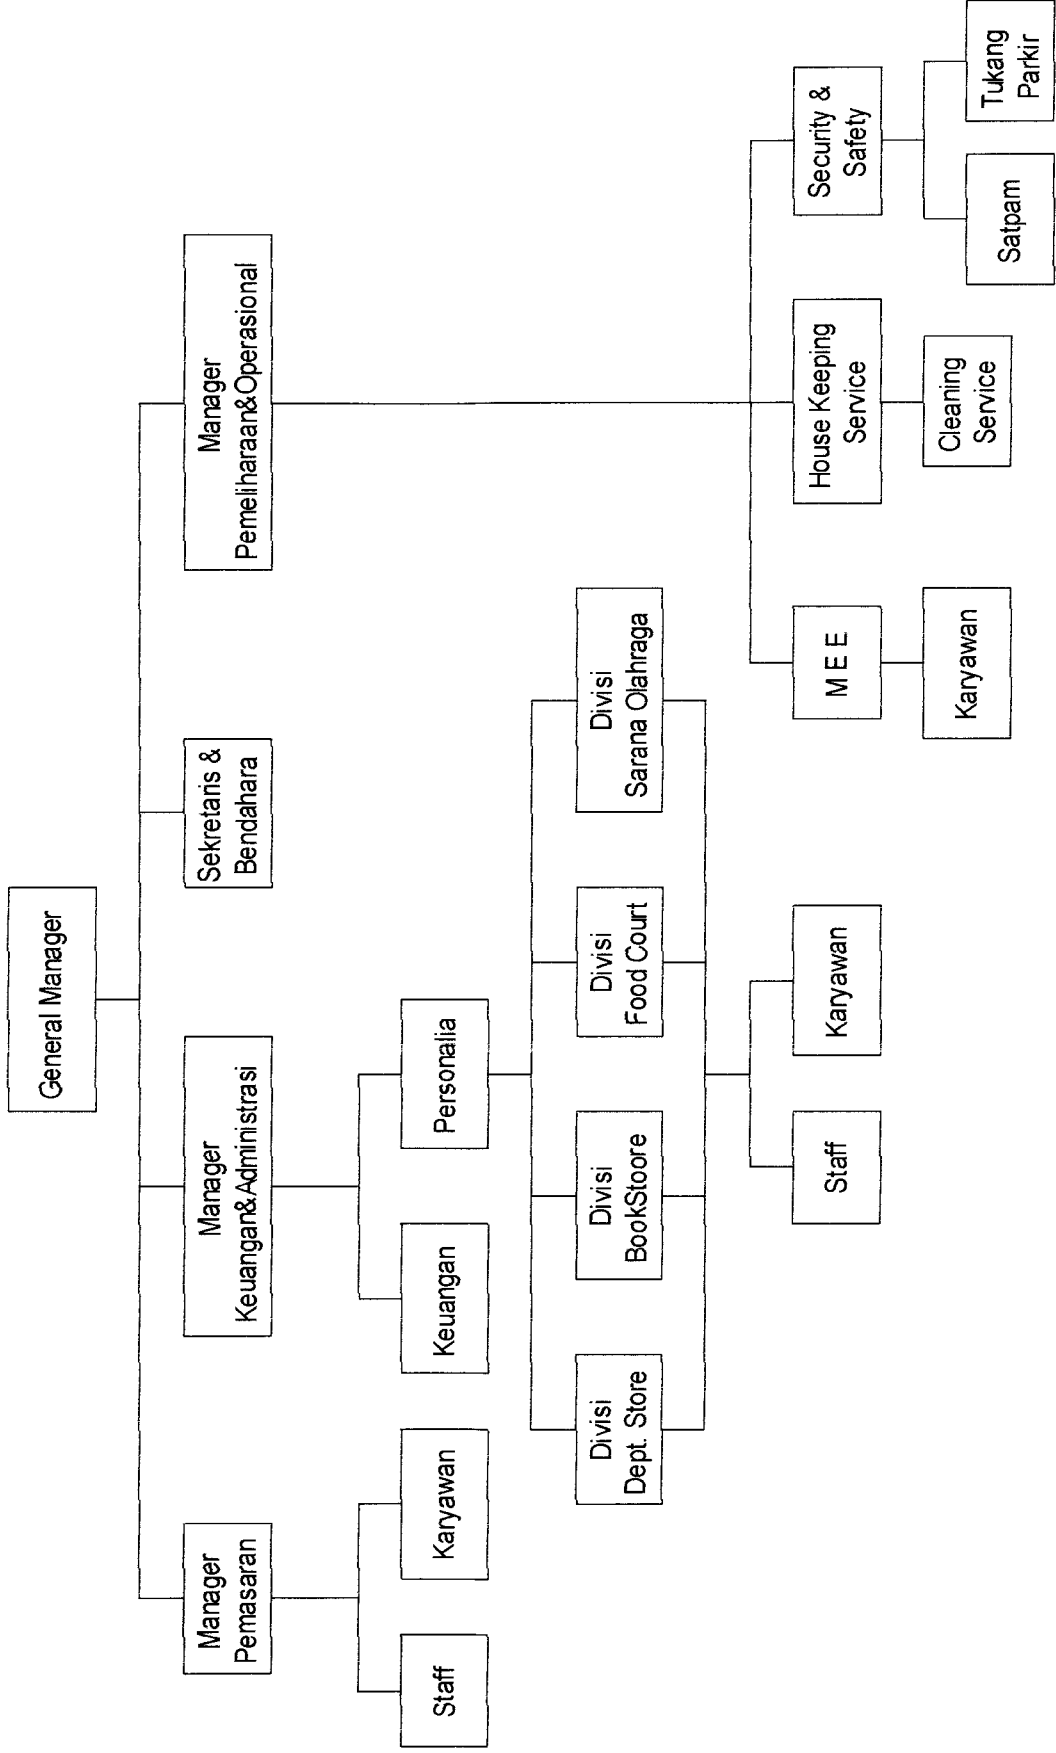 General Manager
Manager
Pemasaran
Manager
Keuangan&Administrasi
Sekretaris &
Bendahara
Manager
Pemeliharaan&Operasional
Staff
Karyawan
Keuangan
Personalia
Divisi
Dept. Store
Divisi
BookStoore
Divisi
Food Court
Divisi
Sarana Olahraga
Staff
Karyawan
M E E
House Keeping
Service
Security &
Safety
Karyawan
Cleaning
Service
Satpam
Tukang
Parkir